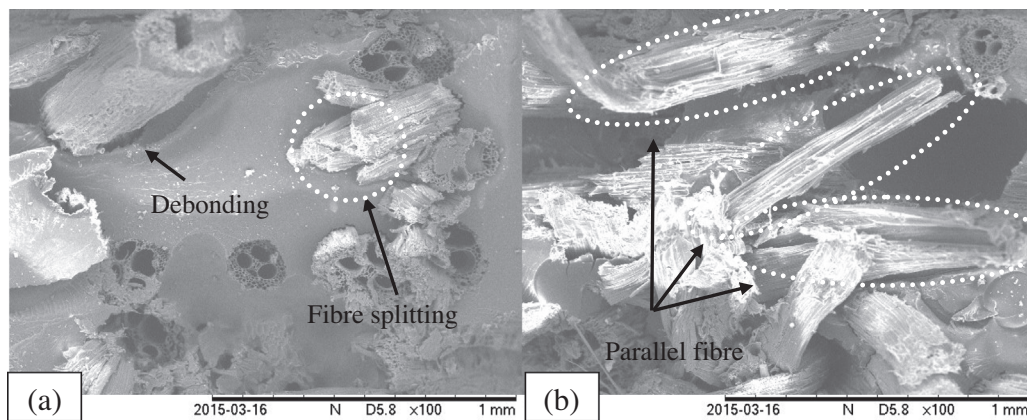 Debonding
Fibre splitting
(a)
2015-03-16 N D5.8 ×100 1 mm
Parallel fibre
(b)
2015-03-16 N D5.8 ×100 1 mm